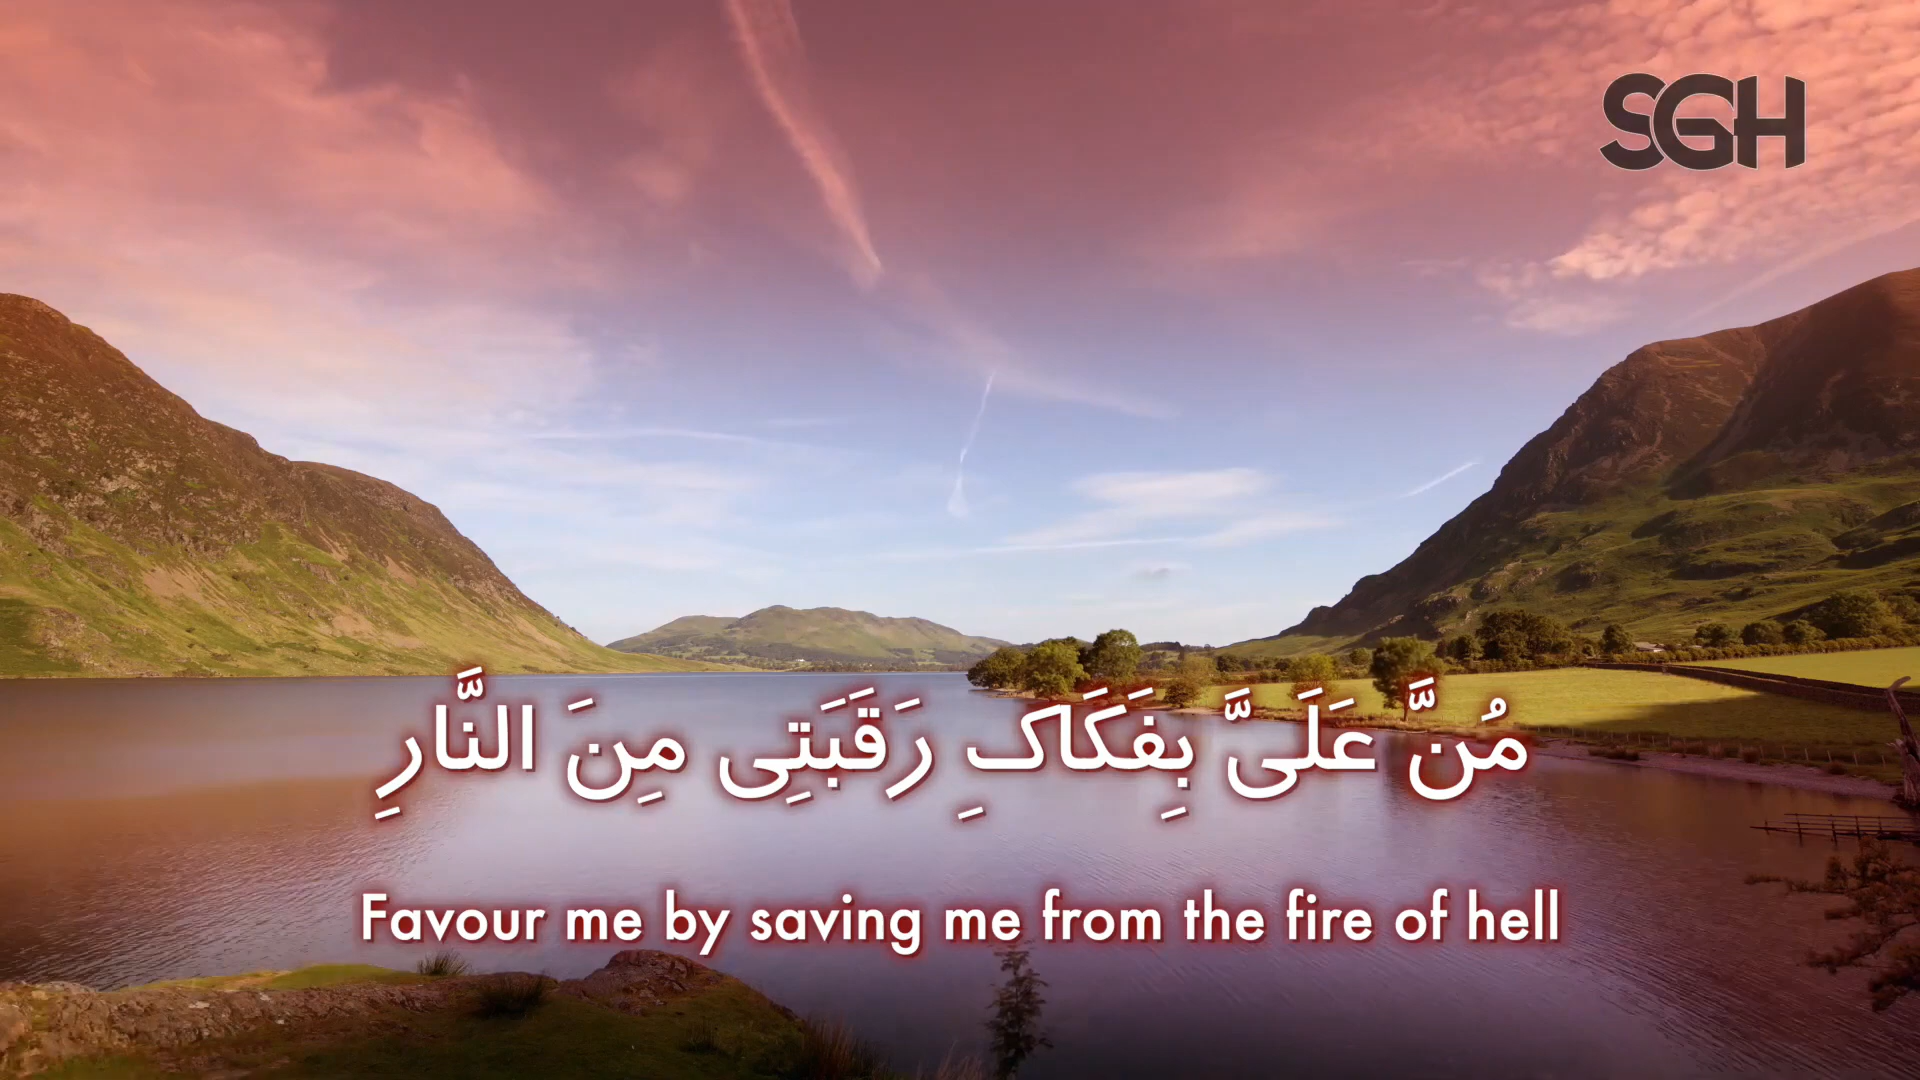 SGH
مُنَّ عَلَیَّ بِفَکَاکِ رَقَبَتِی مِنَ النَّارِ
Favour me by saving me from the fire of hell